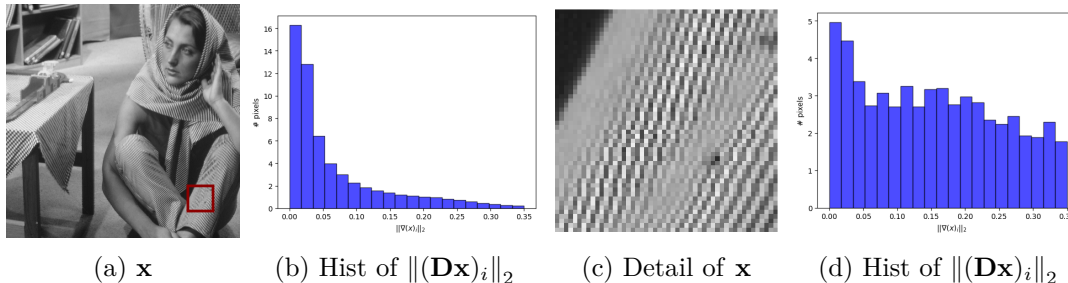 # pixels
16
14
12
10
8
6
4
2
0
0.00 0.05 0.10 0.15 0.20 0.25 0.30 0.35
||∇(x)ᵢ||₂
# pixels
5
4
3
2
1
0
0.00 0.05 0.10 0.15 0.20 0.25 0.30 0.35
||∇(x)ᵢ||₂
(a) x
(b) Hist of ‖(Dx)ᵢ‖₂
(c) Detail of x
(d) Hist of ‖(Dx)ᵢ‖₂